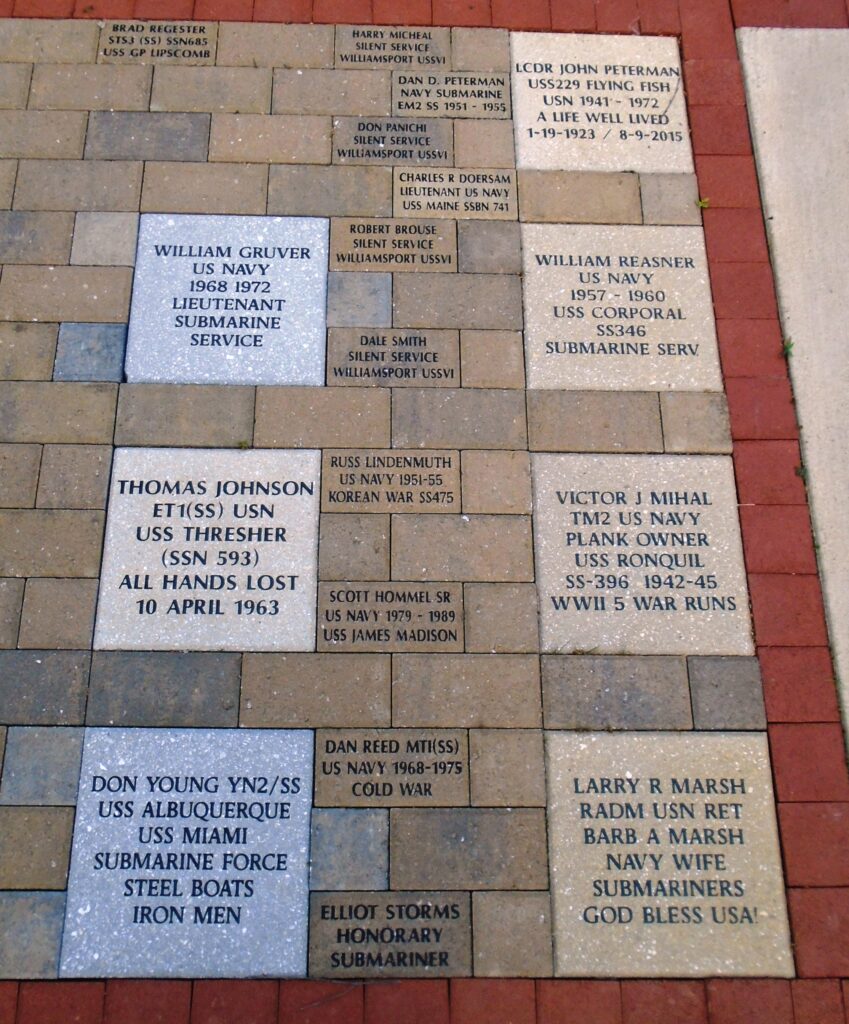 BRAD REGESTER
STS3 (SS) SSN685
USS GP LIPSCOMB
HARRY MICHEAL
SILENT SERVICE
WILLIAMSPORT USSVI
LCDR JOHN PETERMAN
USS229 FLYING FISH
USN 1941 - 1972
A LIFE WELL LIVED
1-19-1923 / 8-9-2015
DAN D. PETERMAN
NAVY SUBMARINE
EM2 SS 1951 - 1955
DON PANICHI
SILENT SERVICE
WILLIAMSPORT USSVI
CHARLES R DOERSAM
LIEUTENANT US NAVY
USS MAINE SSBN 741
WILLIAM GRUVER
US NAVY
1968 1972
LIEUTENANT
SUBMARINE
SERVICE
ROBERT BROUSE
SILENT SERVICE
WILLIAMSPORT USSVI
WILLIAM REASNER
US NAVY
1957 - 1960
USS CORPORAL
SS346
SUBMARINE SERV
DALE SMITH
SILENT SERVICE
WILLIAMSPORT USSVI
THOMAS JOHNSON
ET1(SS) USN
USS THRESHER
(SSN 593)
ALL HANDS LOST
10 APRIL 1963
RUSS LINDENMUTH
US NAVY 1951-55
KOREAN WAR SS475
VICTOR J MIHAL
TM2 US NAVY
PLANK OWNER
USS RONQUIL
SS-396 1942-45
WWII 5 WAR RUNS
SCOTT HOMMEL SR
US NAVY 1979 - 1989
USS JAMES MADISON
DON YOUNG YN2/SS
USS ALBUQUERQUE
USS MIAMI
SUBMARINE FORCE
STEEL BOATS
IRON MEN
DAN REED MT1(SS)
US NAVY 1968-1975
COLD WAR
LARRY R MARSH
RADM USN RET
BARB A MARSH
NAVY WIFE
SUBMARINERS
GOD BLESS USA!
ELLIOT STORMS
HONORARY
SUBMARINER